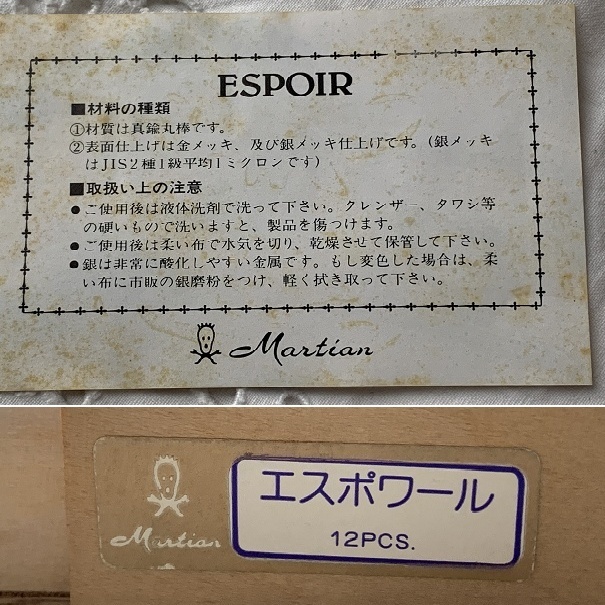 ESPOIR
■材料の種類
①材質は真鍮丸棒です。
②表面仕上げは金メッキ、及び銀メッキ仕上げです。(銀メッキ
はJIS2種1級平均1ミクロンです)
■取扱い上の注意
●ご使用後は液体洗剤で洗って下さい。クレンザー、タワシ等
の硬いもので洗いますと、製品を傷つけます。
●ご使用後は柔い布で水気を切り、乾燥させて保管して下さい。
●銀は非常に酸化しやすい金属です。もし変色した場合は、柔
い布に市販の銀磨粉をつけ、軽く拭き取って下さい。
Martian
エスポワール
Martian
12PCS.